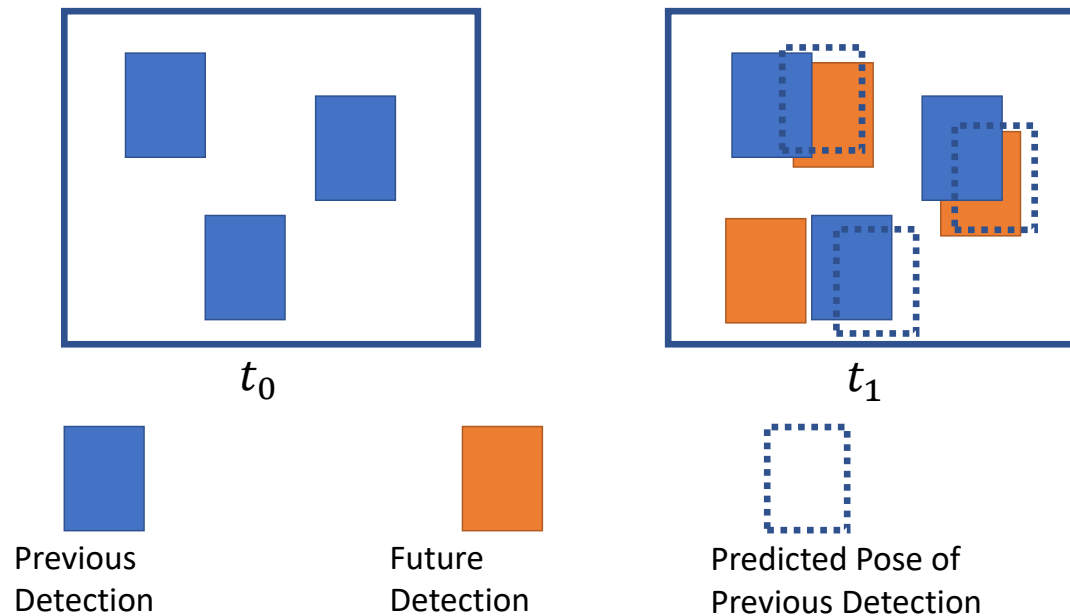 t₀
t₁
Previous
Detection
Future
Detection
Predicted Pose of
Previous Detection